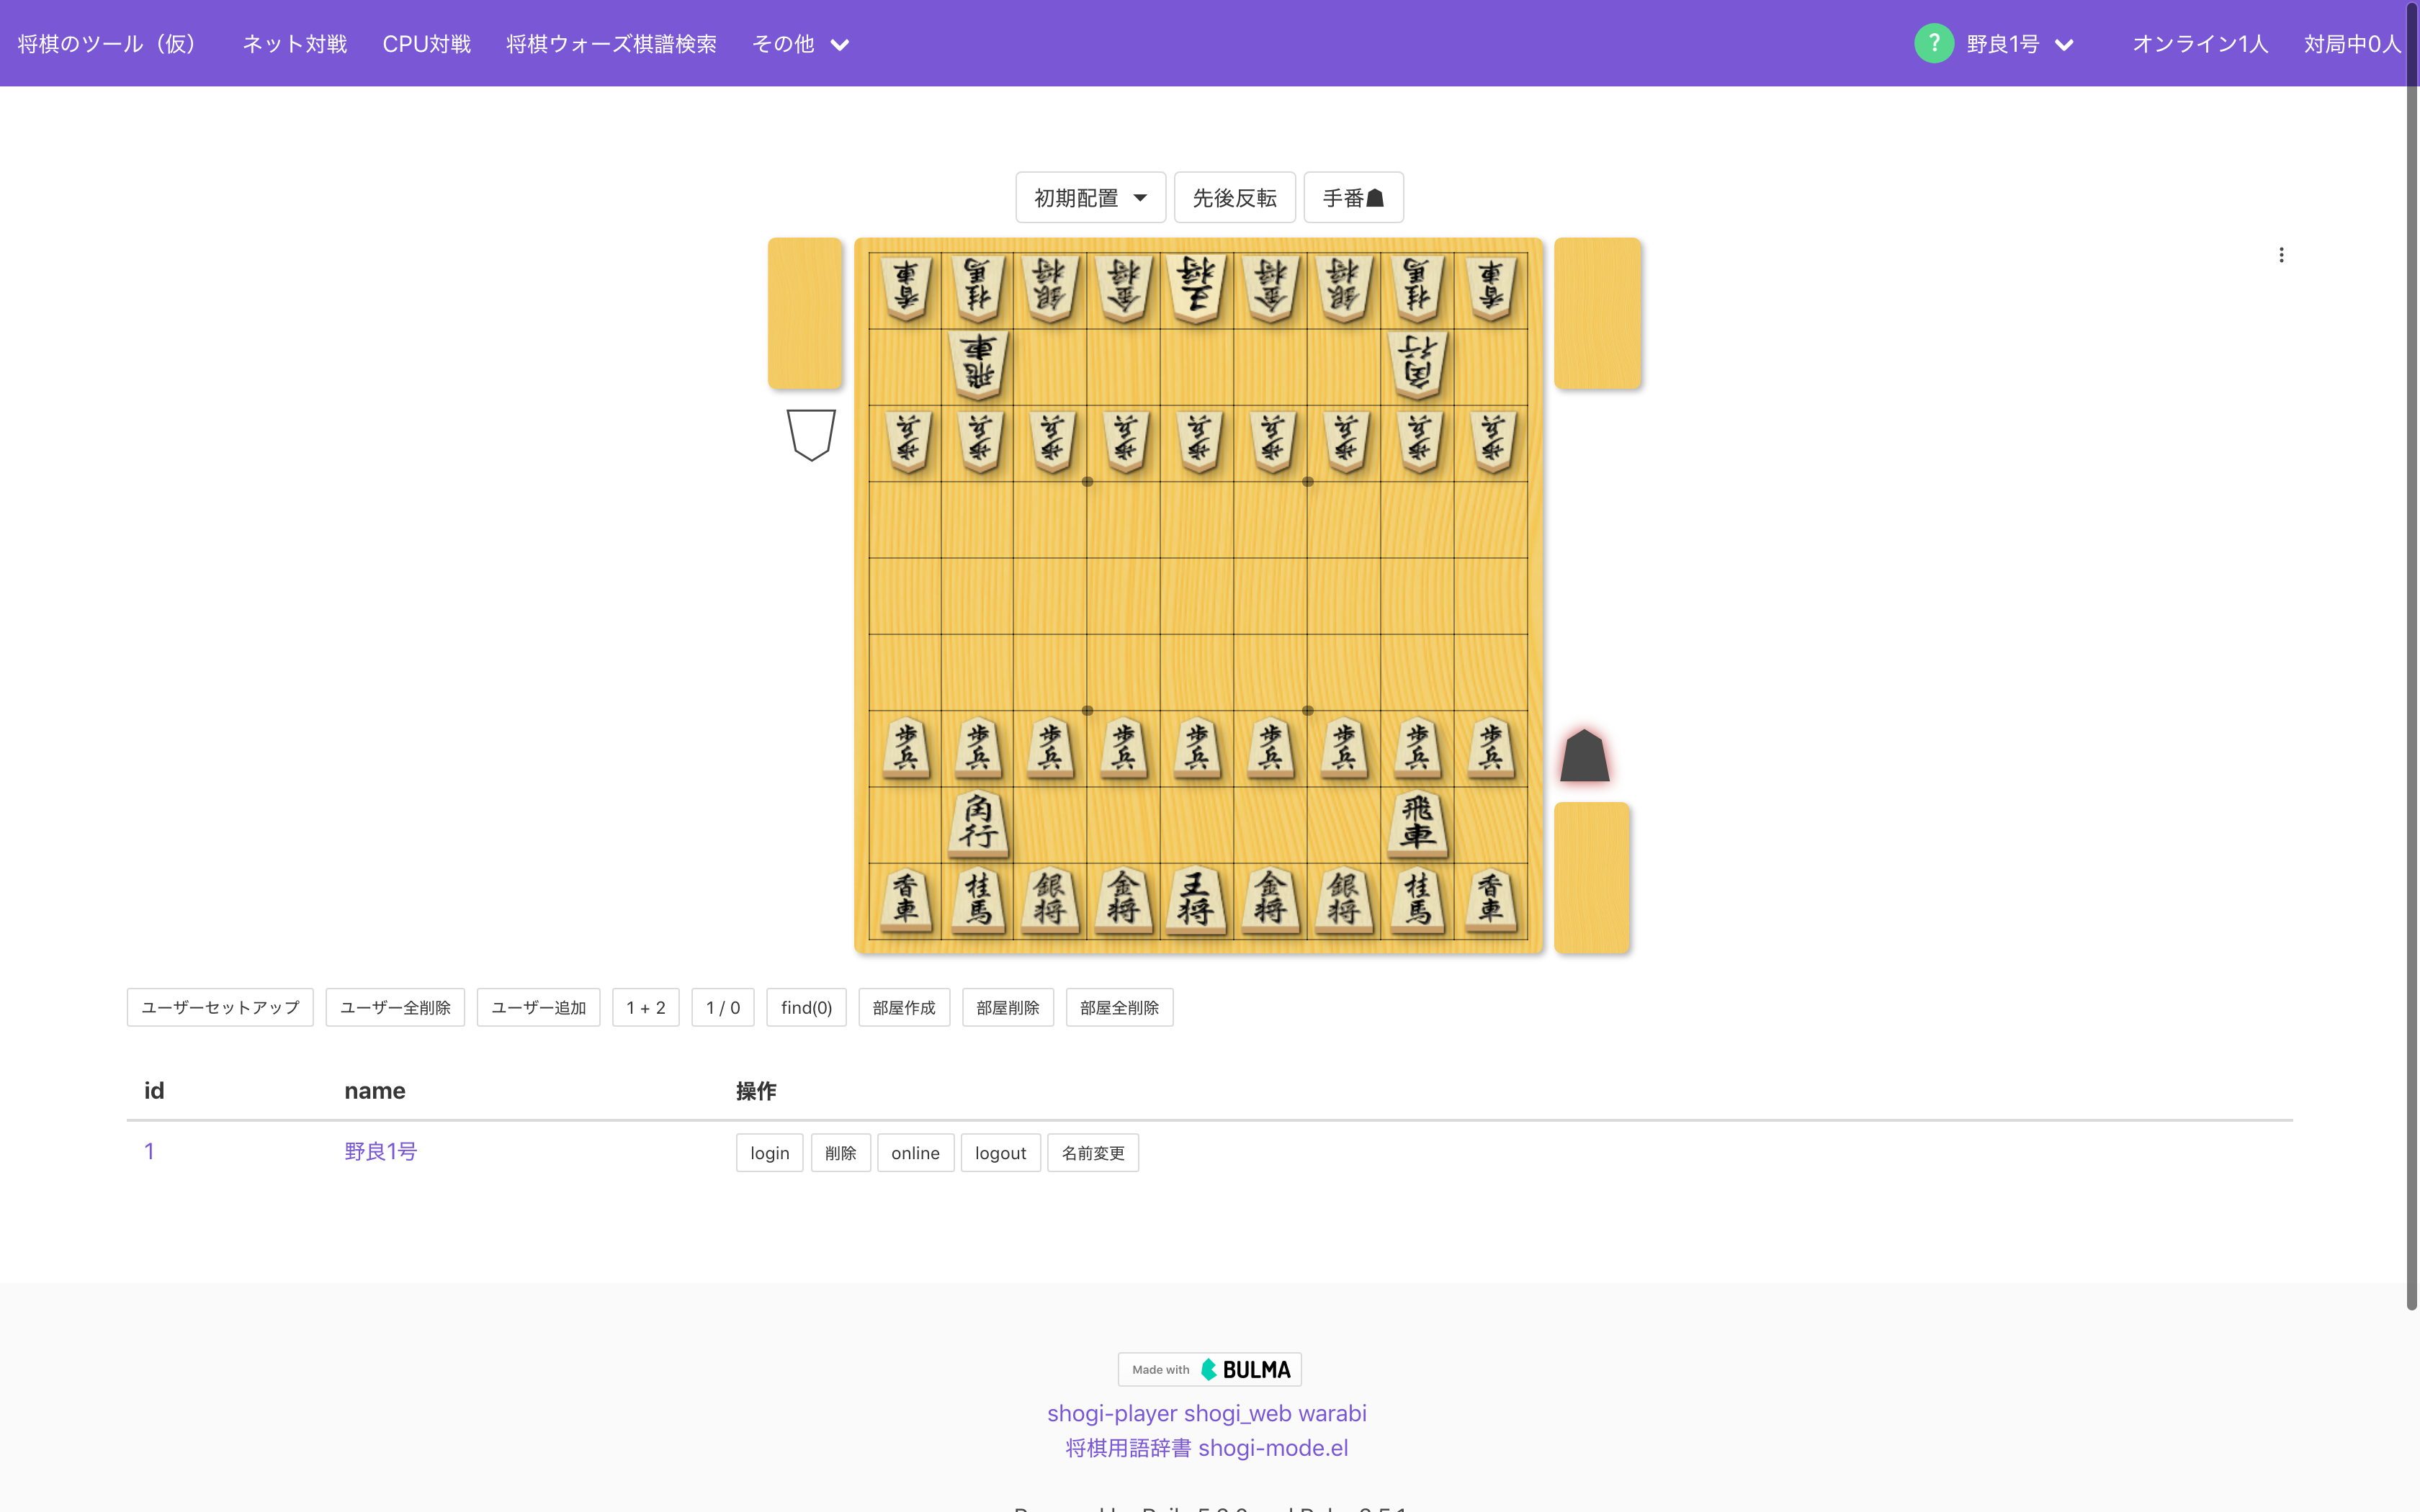 将棋のツール（仮） ネット対戦 CPU対戦 将棋ウォーズ棋譜検索 その他 ? 野良1号 オンライン1人 対局中0人
初期配置 先後反転 手番
香車 桂馬 銀将 金将 王将 金将 銀将 桂馬 香車
飛車 角行
歩兵 歩兵 歩兵 歩兵 歩兵 歩兵 歩兵 歩兵 歩兵
歩兵 歩兵 歩兵 歩兵 歩兵 歩兵 歩兵 歩兵 歩兵
角行 飛車
香車 桂馬 銀将 金将 王将 金将 銀将 桂馬 香車
ユーザーセットアップ ユーザー全削除 ユーザー追加 1 + 2 1 / 0 find(0) 部屋作成 部屋削除 部屋全削除
id name 操作
1 野良1号 login 削除 online logout 名前変更
Made with BULMA
shogi-player shogi_web warabi
将棋用語辞書 shogi-mode.el